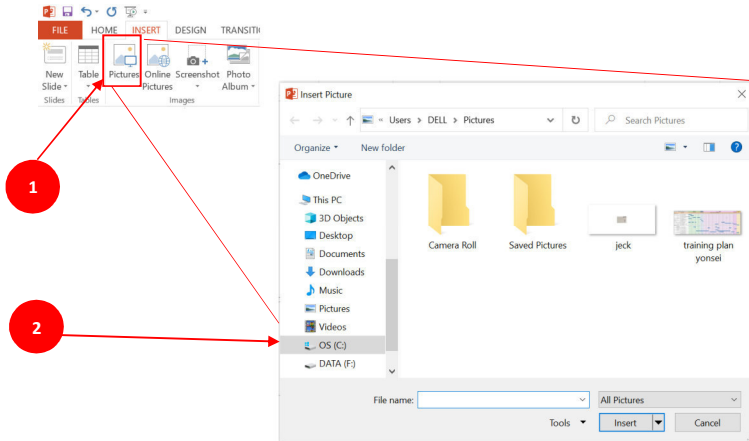 FILE HOME INSERT DESIGN TRANSITI
New Slide Table Pictures Online Pictures Screenshot Photo Album
Slides Tables Images
1
2
Insert Picture
« Users > DELL > Pictures
Search Pictures
Organize
New folder
OneDrive
This PC
3D Objects
Desktop
Documents
Downloads
Music
Pictures
Videos
OS (C:)
DATA (F:)
Camera Roll
Saved Pictures
jeck
training plan
yonsei
File name:
All Pictures
Tools
Insert
Cancel